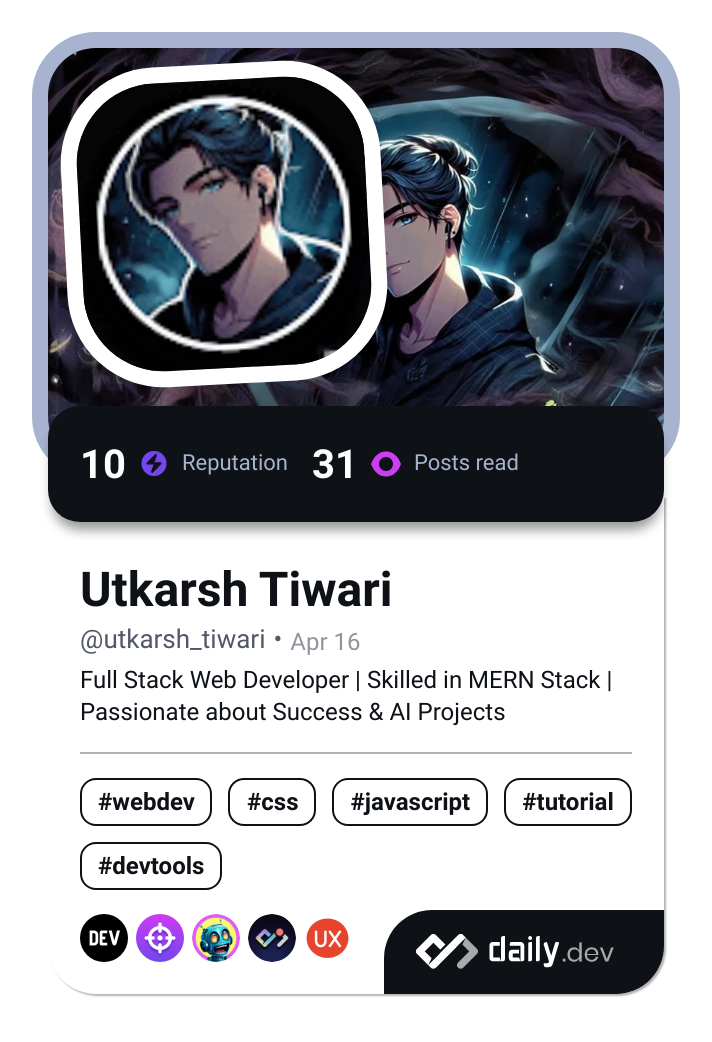 10 Reputation 31 Posts read
Utkarsh Tiwari
@utkarsh_tiwari • Apr 16
Full Stack Web Developer | Skilled in MERN Stack |
Passionate about Success & AI Projects
#webdev #css #javascript #tutorial
#devtools
DEV UX daily.dev